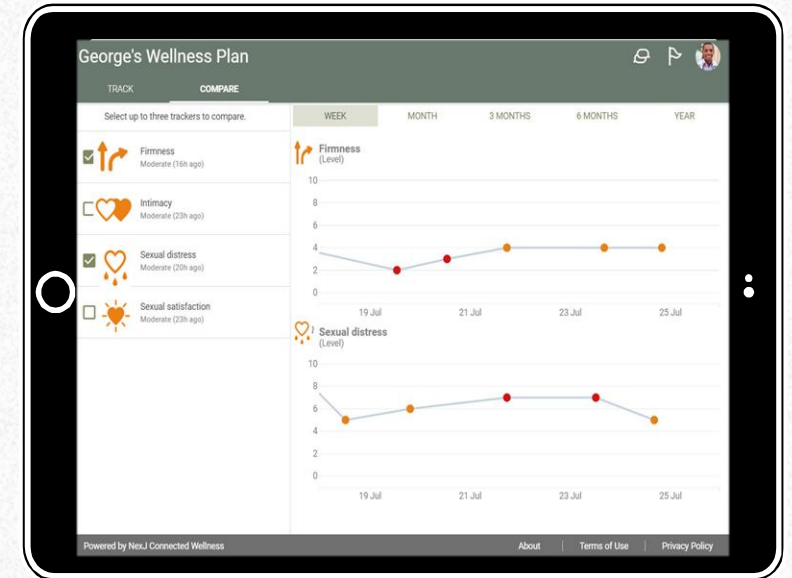 George's Wellness Plan
TRACK COMPARE
Select up to three trackers to compare.
Firmness
Moderate (16h ago)
Intimacy
Moderate (23h ago)
Sexual distress
Moderate (20h ago)
Sexual satisfaction
Moderate (23h ago)
WEEK MONTH 3 MONTHS 6 MONTHS YEAR
Firmness
(Level)
10
8
6
4
2
0
19 Jul 21 Jul 23 Jul 25 Jul
Sexual distress
(Level)
10
8
6
4
2
0
19 Jul 21 Jul 23 Jul 25 Jul
Powered by NexJ Connected Wellness About | Terms of Use | Privacy Policy